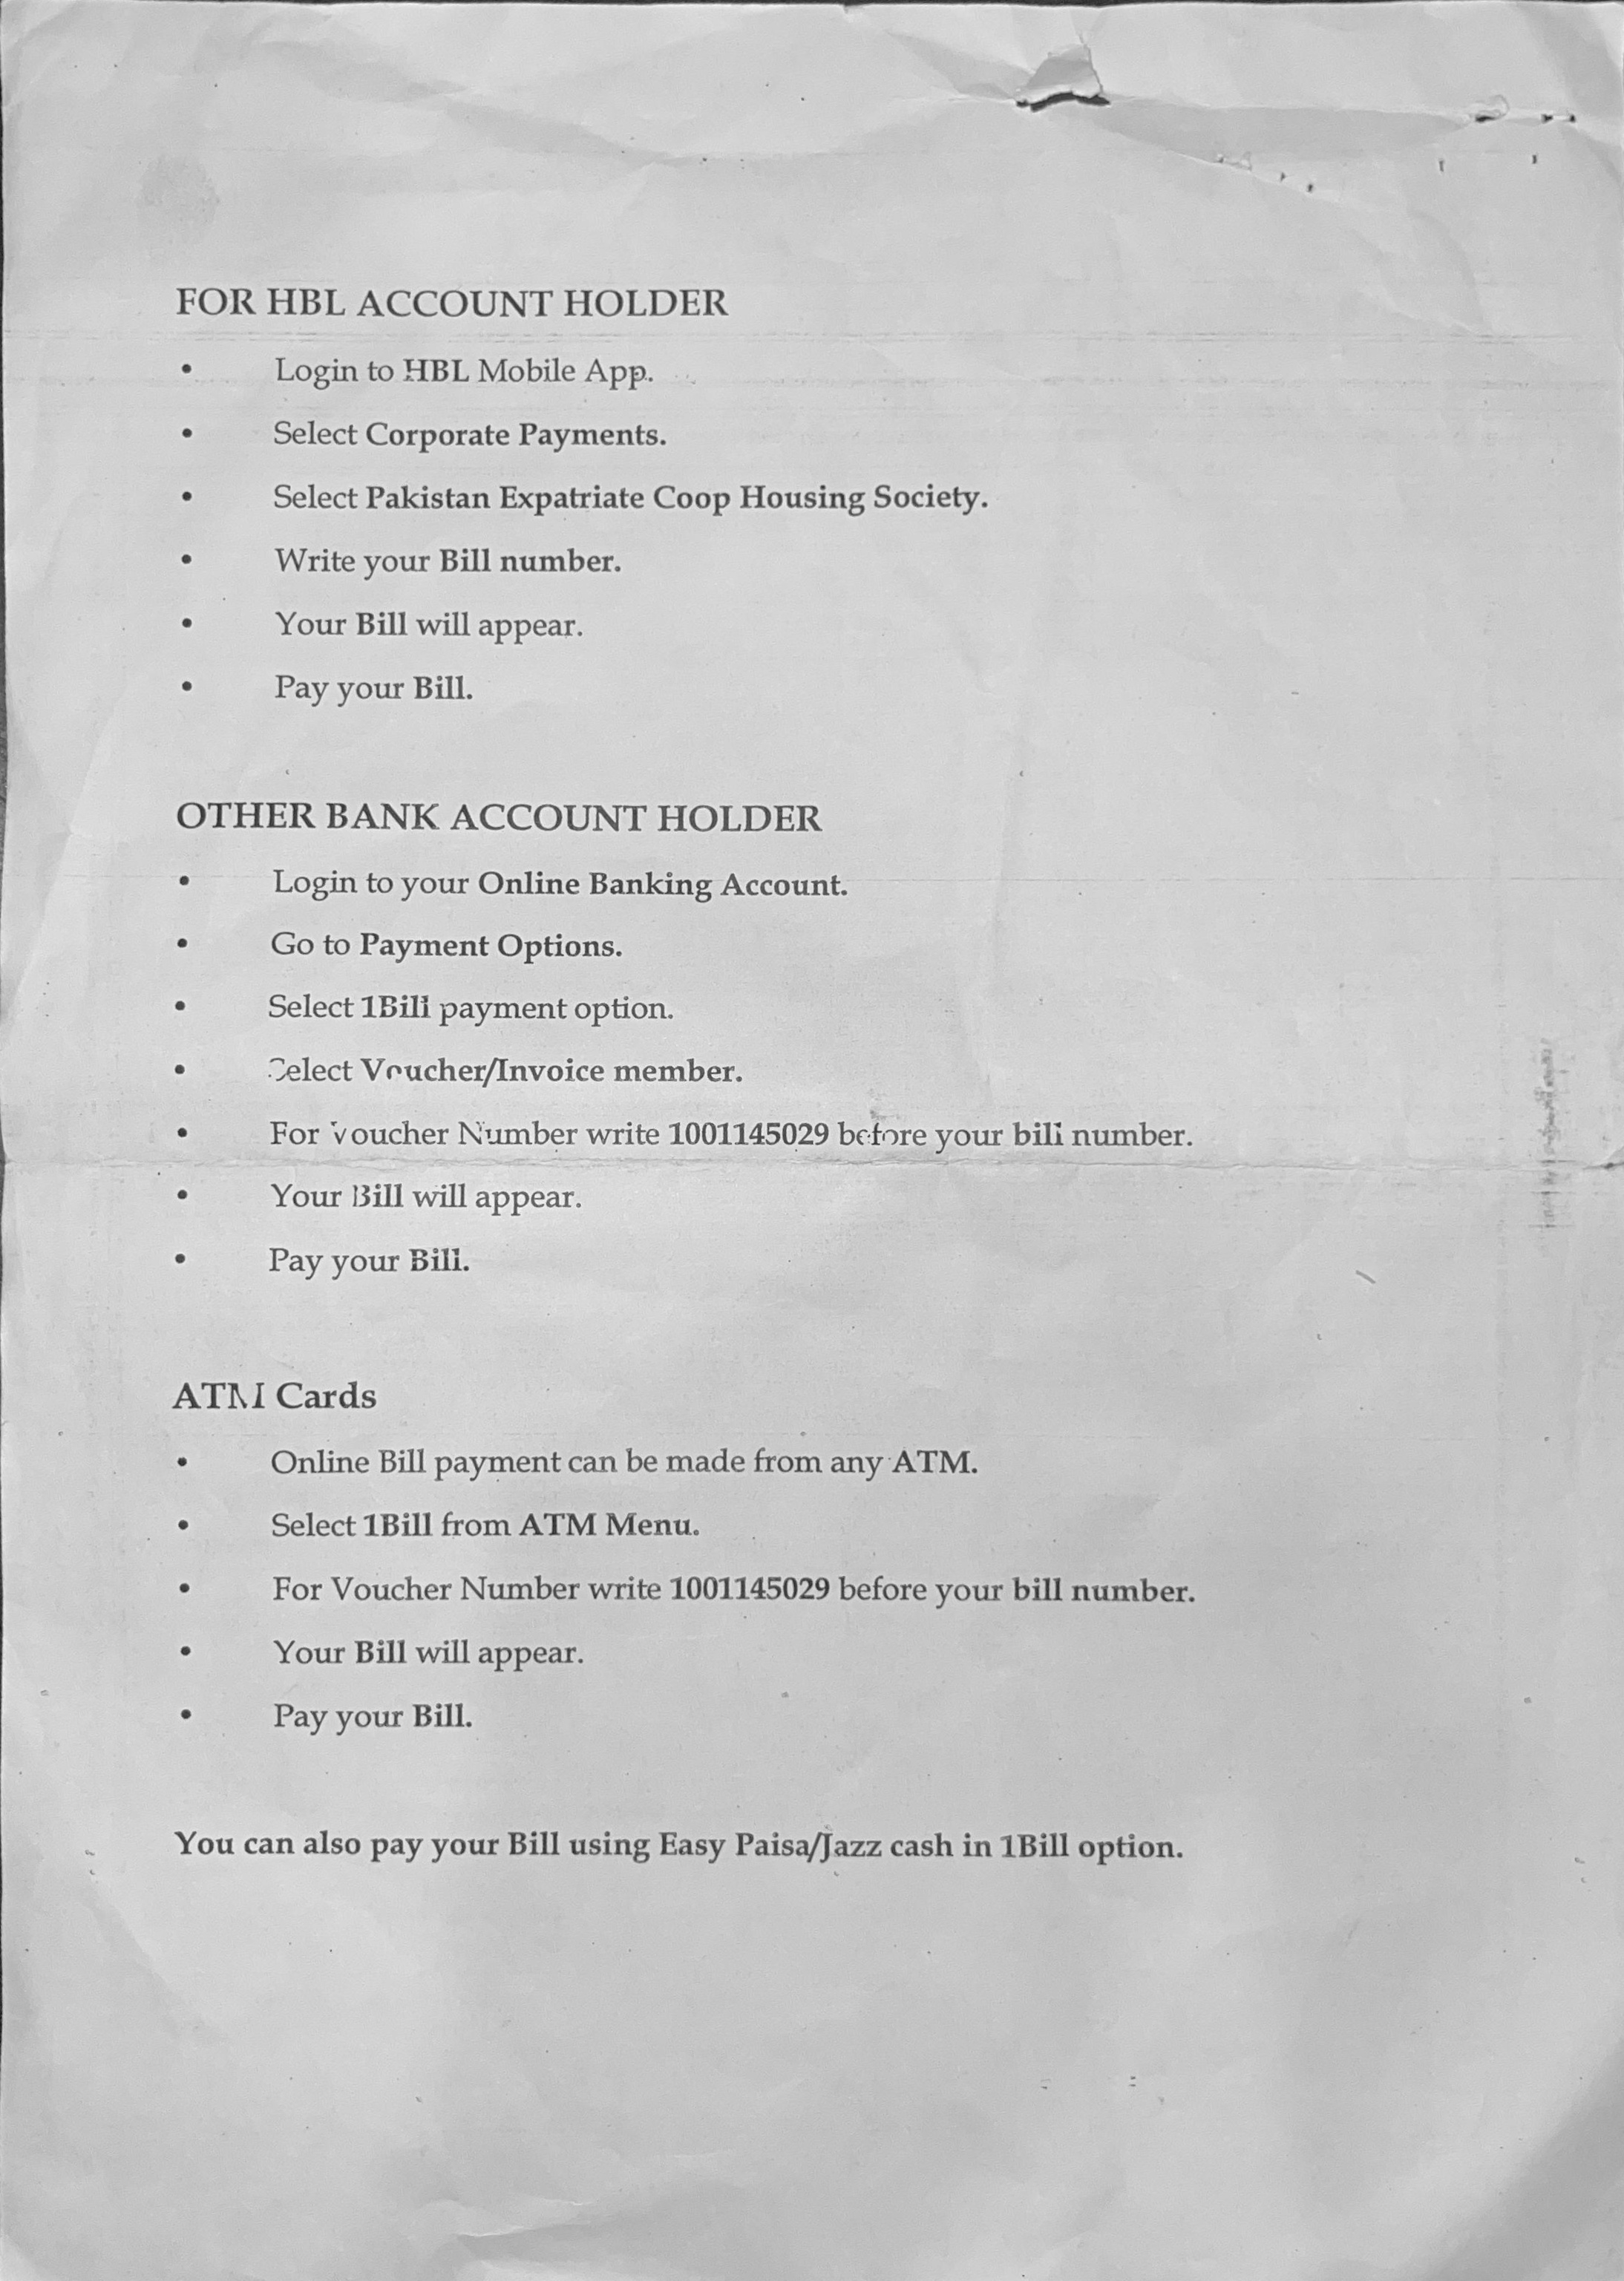 FOR HBL ACCOUNT HOLDER
• Login to HBL Mobile App.
• Select Corporate Payments.
• Select Pakistan Expatriate Coop Housing Society.
• Write your Bill number.
• Your Bill will appear.
• Pay your Bill.
OTHER BANK ACCOUNT HOLDER
• Login to your Online Banking Account.
• Go to Payment Options.
• Select 1Bill payment option.
• Select Voucher/Invoice member.
• For Voucher Number write 1001145029 before your bill number.
• Your Bill will appear.
• Pay your Bill.
ATM Cards
• Online Bill payment can be made from any ATM.
• Select 1Bill from ATM Menu.
• For Voucher Number write 1001145029 before your bill number.
• Your Bill will appear.
• Pay your Bill.
You can also pay your Bill using Easy Paisa/Jazz cash in 1Bill option.